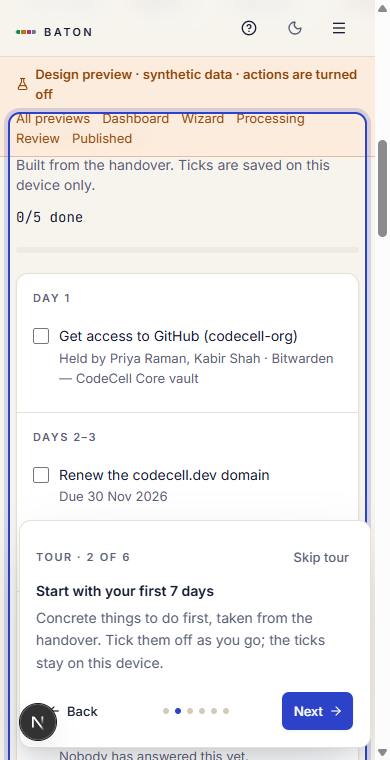 BATON
Design preview · synthetic data · actions are turned
off
All previews Dashboard Wizard Processing
Review Published
Built from the handover. Ticks are saved on this
device only.
0/5 done
DAY 1
Get access to GitHub (codecell-org)
Held by Priya Raman, Kabir Shah · Bitwarden
— CodeCell Core vault
DAYS 2–3
Renew the codecell.dev domain
Due 30 Nov 2026
TOUR · 2 OF 6 Skip tour
Start with your first 7 days
Concrete things to do first, taken from the
handover. Tick them off as you go; the ticks
stay on this device.
N ← Back Next →
Nobody has answered this yet.